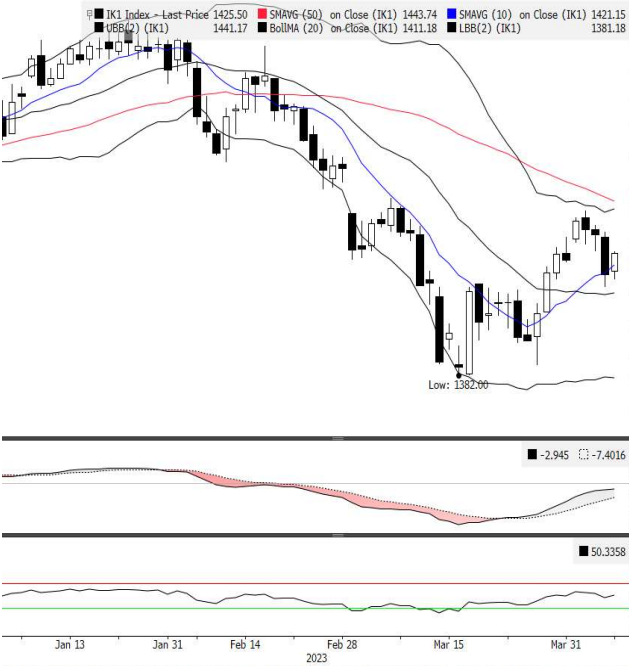 IK1 Index - Last Price 1425.50 SMAVG (50) on Close (IK1) 1443.74 SMAVG (10) on Close (IK1) 1421.15
UBB(2) (IK1) 1441.17 BollMA (20) on Close (IK1) 1411.18 LBB(2) (IK1) 1381.18
Low: 1382.00
-2.945 -7.4016
50.3358
Jan 13 Jan 31 Feb 14 Feb 28 Mar 15 Mar 31
2023